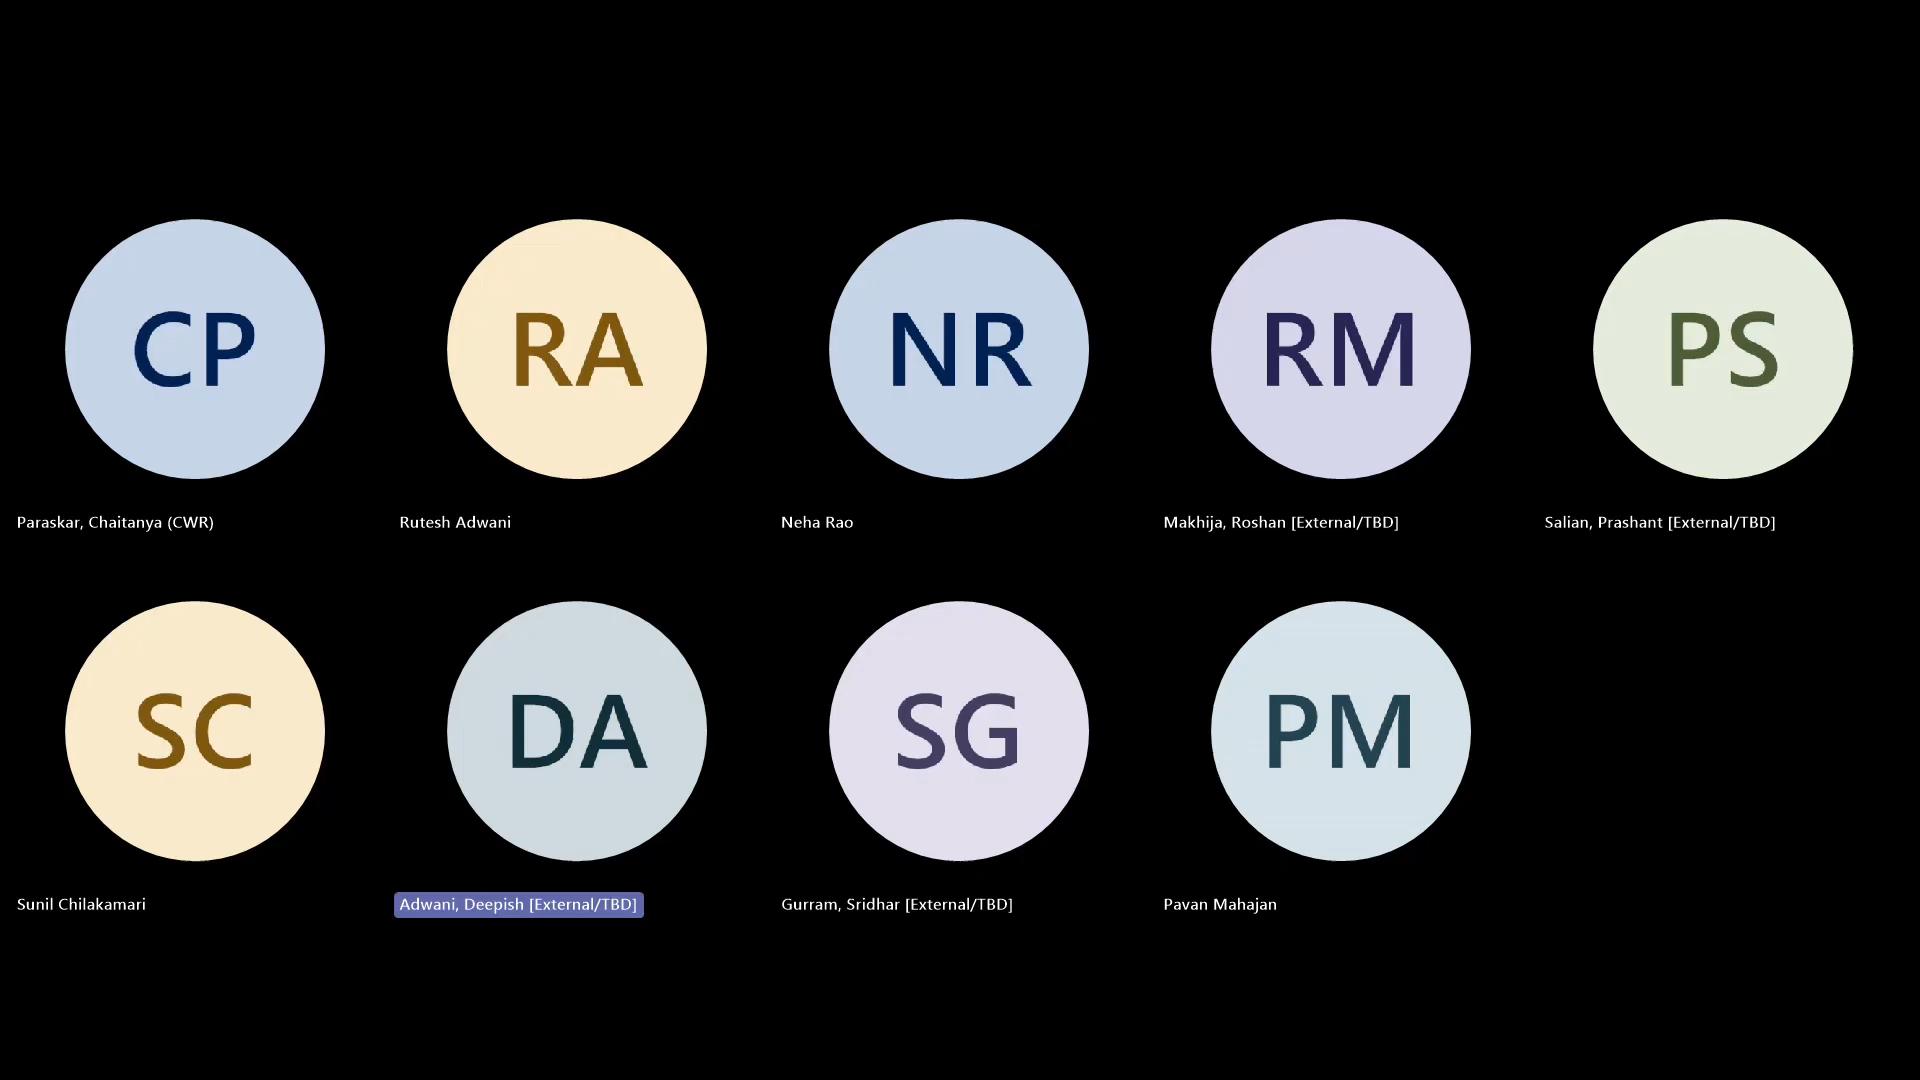 CP
RA
NR
RM
PS
Paraskar, Chaitanya (CWR)
Rutesh Adwani
Neha Rao
Makhija, Roshan [External/TBD]
Salian, Prashant [External/TBD]
SC
DA
SG
PM
Sunil Chilakamari
Adwani, Deepish [External/TBD]
Gurram, Sridhar [External/TBD]
Pavan Mahajan